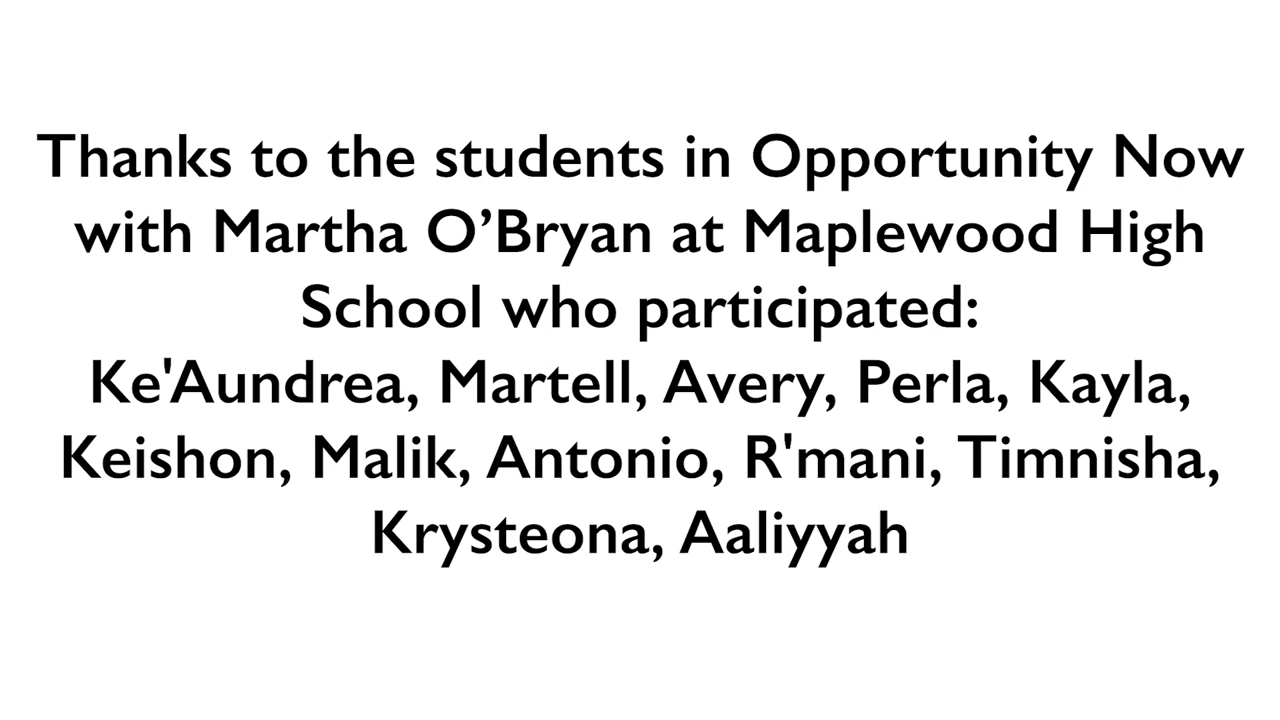 Thanks to the students in Opportunity Now
with Martha O’Bryan at Maplewood High
School who participated:
Ke'Aundrea, Martell, Avery, Perla, Kayla,
Keishon, Malik, Antonio, R'mani, Timnisha,
Krysteona, Aaliyyah